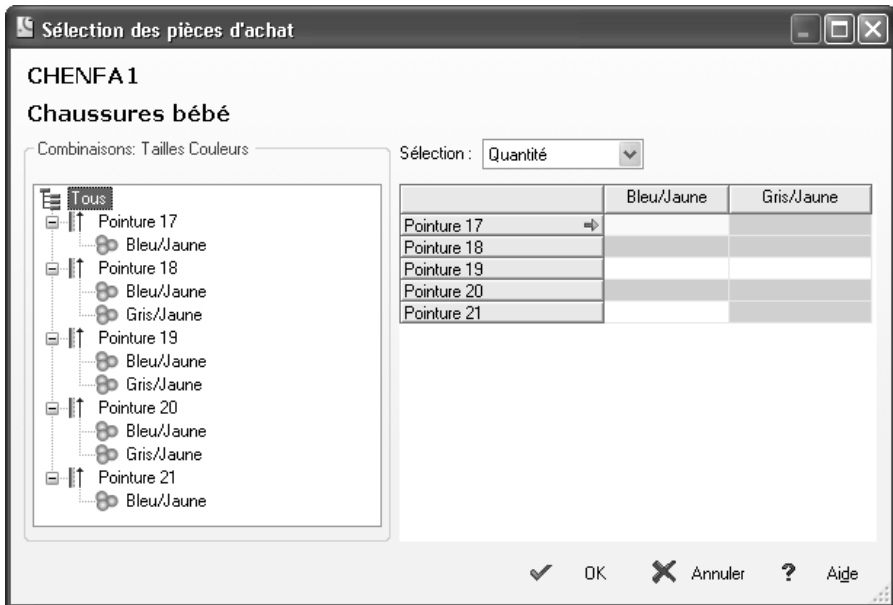 Sélection des pièces d'achat
CHENFA1
Chaussures bébé
Combinaisons: Tailles Couleurs
Tous
Pointure 17
Bleu/Jaune
Pointure 18
Bleu/Jaune
Gris/Jaune
Pointure 19
Bleu/Jaune
Gris/Jaune
Pointure 20
Bleu/Jaune
Gris/Jaune
Pointure 21
Bleu/Jaune
Sélection : Quantité
Bleu/Jaune Gris/Jaune
Pointure 17
Pointure 18
Pointure 19
Pointure 20
Pointure 21
OK Annuler ? Aide